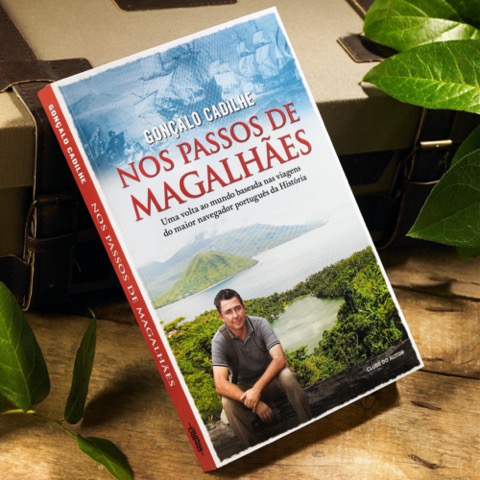 GONÇALO CADILHE
NOS PASSOS DE
MAGALHÃES
Uma volta ao mundo baseada nas viagens
do maior navegador português da História
CLUBE DO AUTOR
GONÇALO CADILHE
NOS PASSOS DE MAGALHÃES